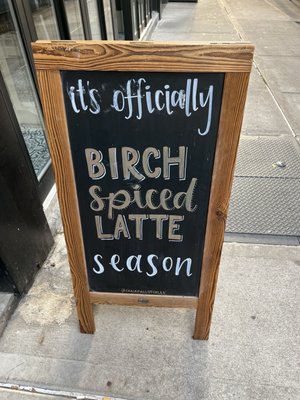 it's officially
BIRCH
spiced
LATTE
season